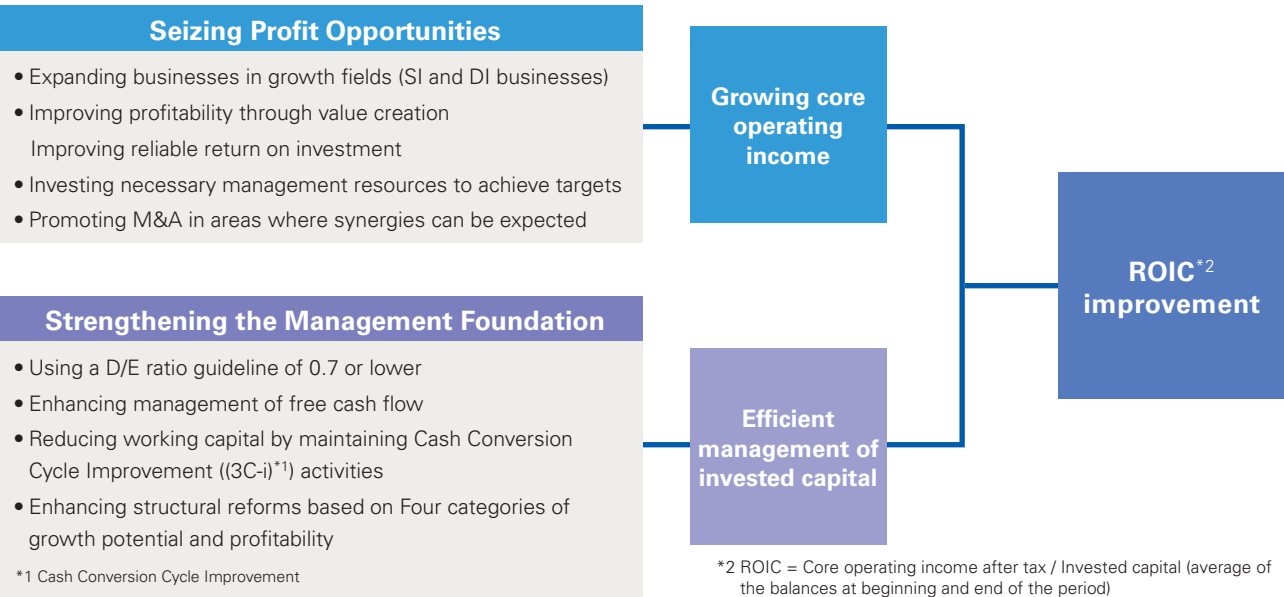 Seizing Profit Opportunities
• Expanding businesses in growth fields (SI and DI businesses)
• Improving profitability through value creation
Improving reliable return on investment
• Investing necessary management resources to achieve targets
• Promoting M&A in areas where synergies can be expected
Growing core
operating
income
Strengthening the Management Foundation
• Using a D/E ratio guideline of 0.7 or lower
• Enhancing management of free cash flow
• Reducing working capital by maintaining Cash Conversion
Cycle Improvement ((3C-i)*1) activities
• Enhancing structural reforms based on Four categories of
growth potential and profitability
*1 Cash Conversion Cycle Improvement
Efficient
management of
invested capital
ROIC*2
improvement
*2 ROIC = Core operating income after tax / Invested capital (average of
the balances at beginning and end of the period)